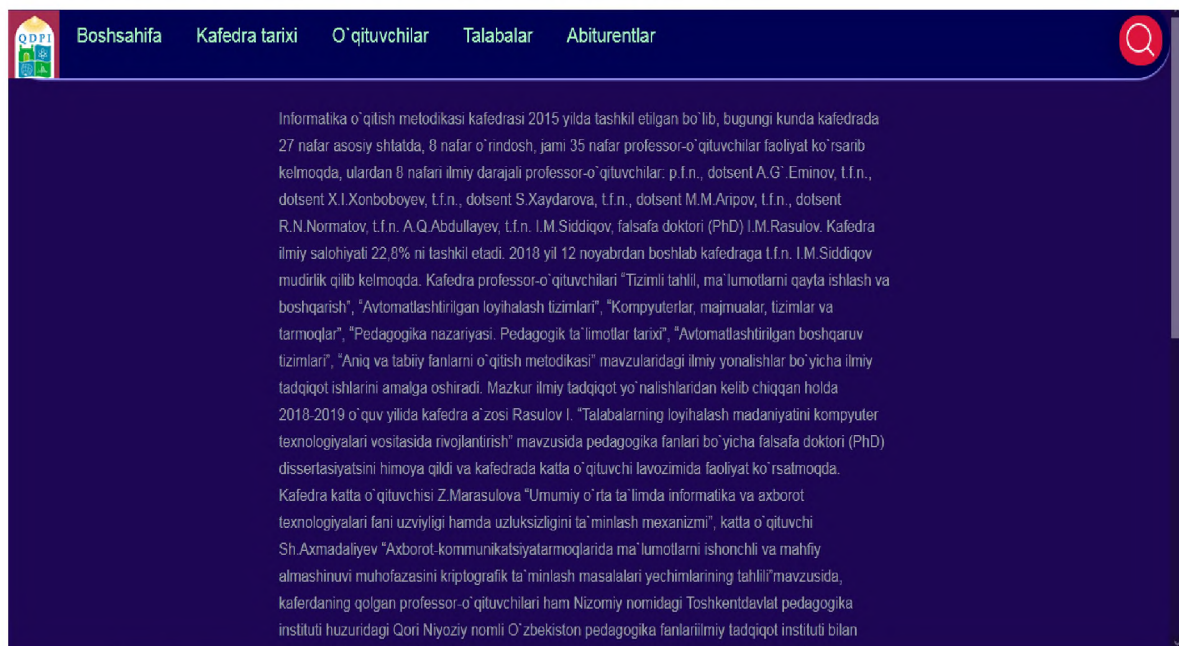 QDPI
Boshsahifa Kafedra tarixi O`qituvchilar Talabalar Abiturentlar
Informatika o`qitish metodikasi kafedrasi 2015 yilda tashkil etilgan bo`lib, bugungi kunda kafedrada
27 nafar asosiy shtatda, 8 nafar o`rindosh, jami 35 nafar professor-o`qituvchilar faoliyat ko`rsarib
kelmoqda, ulardan 8 nafari ilmiy darajali professor-o`qituvchilar: p.f.n., dotsent A.G`.Eminov, t.f.n.,
dotsent X.I.Xonboboyev, t.f.n., dotsent S.Xaydarova, t.f.n., dotsent M.M.Aripov, t.f.n., dotsent
R.N.Normatov, t.f.n. A.Q.Abdullayev, t.f.n. I.M.Siddiqov, falsafa doktori (PhD) I.M.Rasulov. Kafedra
ilmiy salohiyati 22,8% ni tashkil etadi. 2018 yil 12 noyabrdan boshlab kafedraga t.f.n. I.M.Siddiqov
mudirlik qilib kelmoqda. Kafedra professor-o`qituvchilari “Tizimli tahlil, ma`lumotlarni qayta ishlash va
boshqarish”, “Avtomatlashtirilgan loyihalash tizimlari”, “Kompyuterlar, majmualar, tizimlar va
tarmoqlar”, “Pedagogika nazariyasi. Pedagogik ta`limotlar tarixi”, “Avtomatlashtirilgan boshqaruv
tizimlari”, “Aniq va tabiiy fanlarni o`qitish metodikasi” mavzularidagi ilmiy yonalishlar bo`yicha ilmiy
tadqiqot ishlarini amalga oshiradi. Mazkur ilmiy tadqiqot yo`nalishlaridan kelib chiqqan holda
2018-2019 o`quv yilida kafedra a`zosi Rasulov I. “Talabalarning loyihalash madaniyatini kompyuter
texnologiyalari vositasida rivojlantirish” mavzusida pedagogika fanlari bo`yicha falsafa doktori (PhD)
dissertasiyatsini himoya qildi va kafedrada katta o`qituvchi lavozimida faoliyat ko`rsatmoqda.
Kafedra katta o`qituvchisi Z.Marasulova “Umumiy o`rta ta`limda informatika va axborot
texnologiyalari fani uzviyligi hamda uzluksizligini ta`minlash mexanizmi”, katta o`qituvchi
Sh.Axmadaliyev “Axborot-kommunikatsiyatarmoqlarida ma`lumotlarni ishonchli va mahfiy
almashinuvi muhofazasini kriptografik ta`minlash masalalari yechimlarining tahlili”mavzusida,
kaferdaning qolgan professor-o`qituvchilari ham Nizomiy nomidagi Toshkentdavlat pedagogika
instituti huzuridagi Qori Niyoziy nomli O`zbekiston pedagogika fanlariilmiy tadqiqot instituti bilan